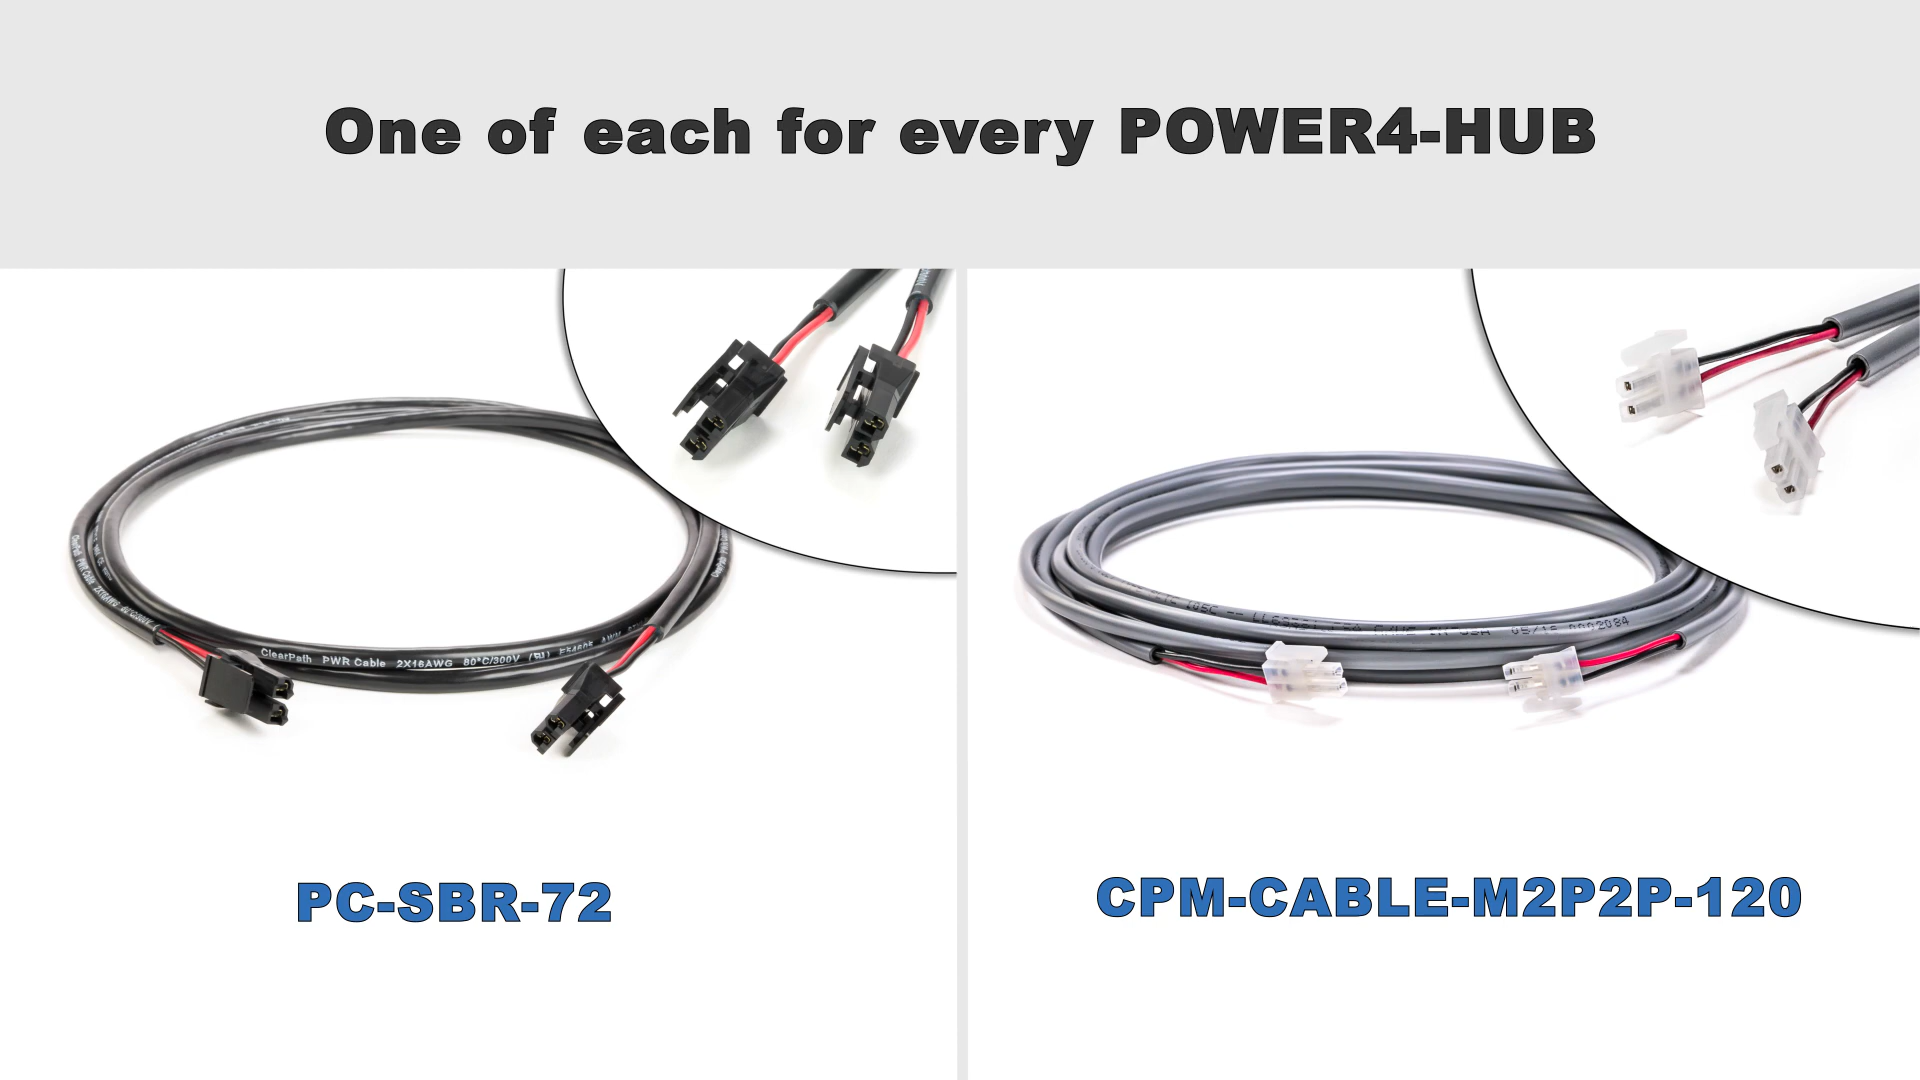 One of each for every POWER4-HUB
ClearPath PWR Cable 2X16AWG 80°C/300V
PC-SBR-72
CPM-CABLE-M2P2P-120